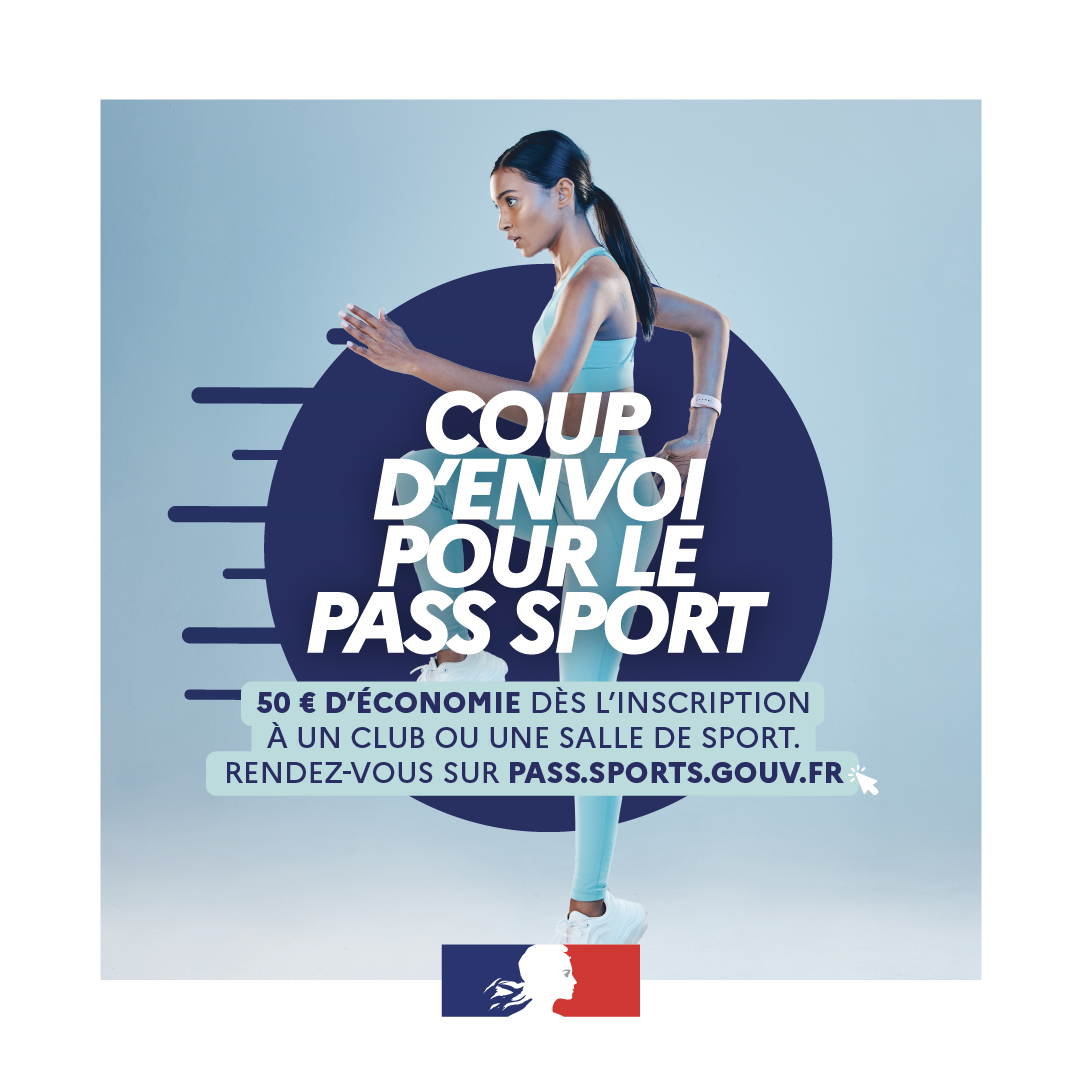 COUP
D'ENVOI
POUR LE
PASS SPORT
50 € D'ÉCONOMIE DÈS L'INSCRIPTION
À UN CLUB OU UNE SALLE DE SPORT.
RENDEZ-VOUS SUR PASS.SPORTS.GOUV.FR